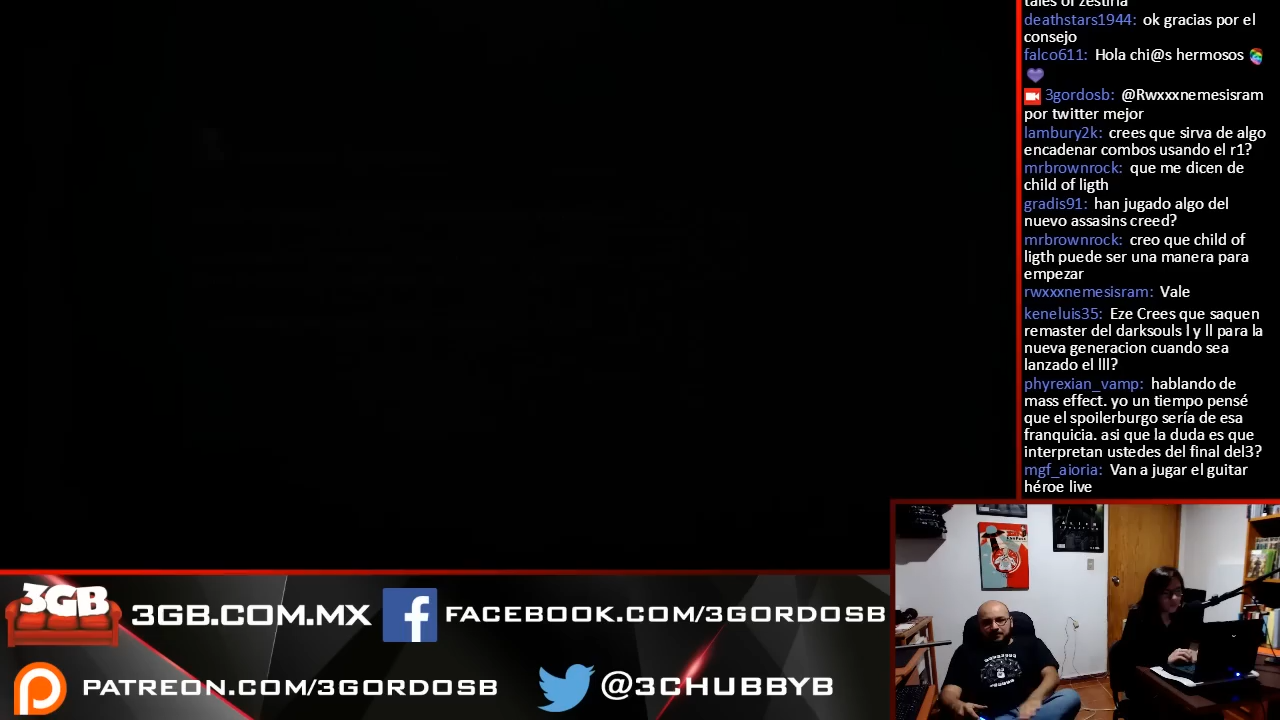 tales of zestiria
deathstars1944: ok gracias por el
consejo
falco611: Hola chi@s hermosos
3gordosb: @Rwxxxnemesisram
por twitter mejor
lambury2k: crees que sirva de algo
encadenar combos usando el r1?
mrbrownrock: que me dicen de
child of ligth
gradis91: han jugado algo del
nuevo assasins creed?
mrbrownrock: creo que child of
ligth puede ser una manera para
empezar
rwxxxnemesisram: Vale
keneluis35: Eze Crees que saquen
remaster del darksouls l y ll para la
nueva generacion cuando sea
lanzado el lll?
phyrexian_vamp: hablando de
mass effect. yo un tiempo pensé
que el spoilerburgo sería de esa
franquicia. asi que la duda es que
interpretan ustedes del final del3?
mgf_aioria: Van a jugar el guitar
héroe live
3GB
3GB.COM.MX
FACEBOOK.COM/3GORDOSB
PATREON.COM/3GORDOSB
@3CHUBBYB